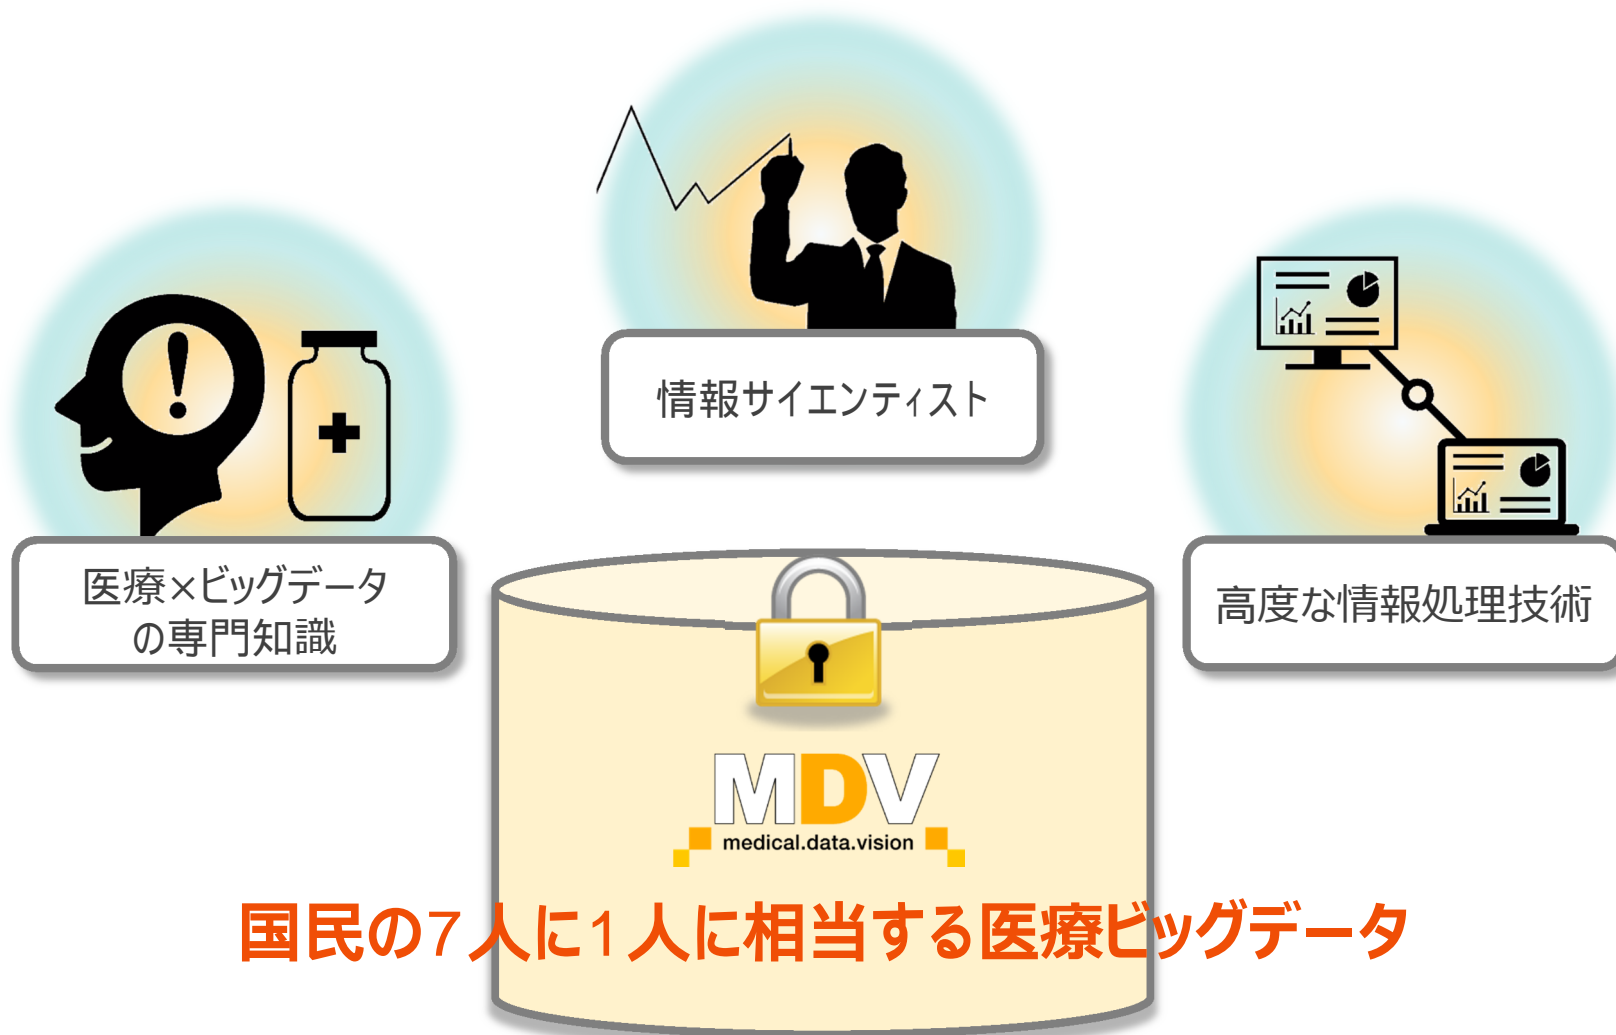 情報サイエンティスト
医療×ビッグデータ
の専門知識
高度な情報処理技術
MDV
medical.data.vision
国民の7人に1人に相当する医療ビッグデータ